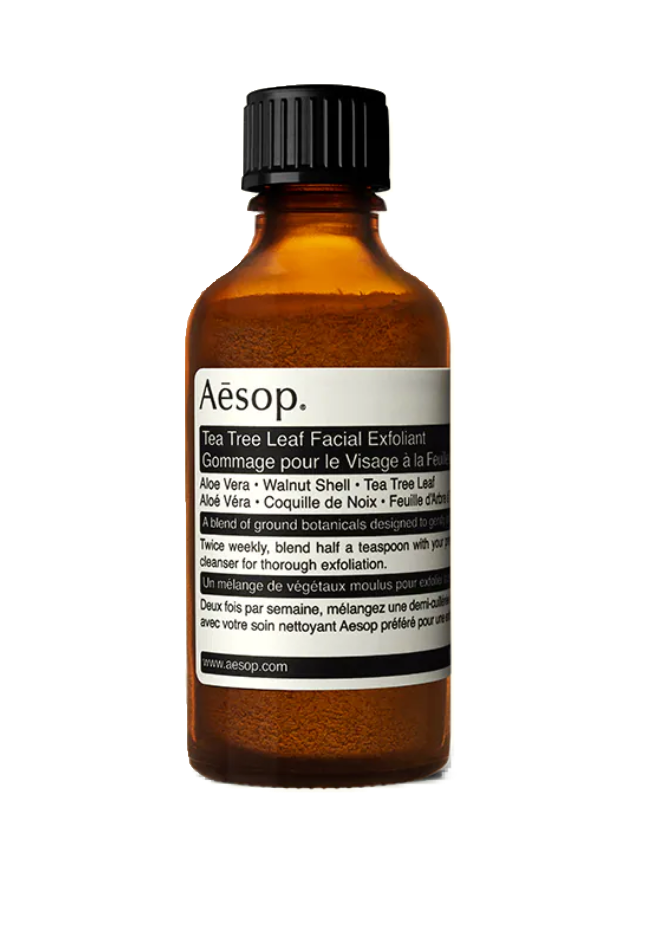 Aēsop.
Tea Tree Leaf Facial Exfoliant
Gommage pour le Visage à la Feuille
Aloe Vera • Walnut Shell • Tea Tree Leaf
Aloé Véra • Coquille de Noix • Feuille d'Arbre
A blend of ground botanicals designed to gently
Twice weekly, blend half a teaspoon with your
cleanser for thorough exfoliation.
Un mélange de végétaux moulus pour exfolier
Deux fois par semaine, mélangez une demi-cuillère
avec votre soin nettoyant Aesop préféré pour une
www.aesop.com